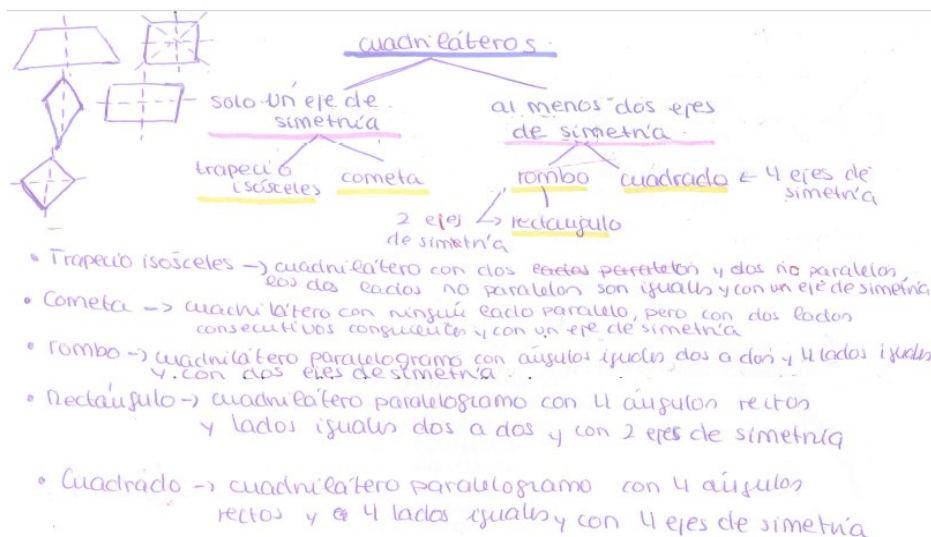 cuadriláteros
solo un eje de simetría
al menos dos ejes de simetría
trapecio isósceles
cometa
rombo
cuadrado ← 4 ejes de simetría
2 ejes de simetría
↳ rectángulo
• Trapecio isósceles → cuadrilátero con dos lados paralelos y dos no paralelos,
los dos lados no paralelos son iguales y con un eje de simetría
• Cometa → cuadrilátero con ningún lado paralelo, pero con dos lados
consecutivos congruentes y con un eje de simetría
• rombo → cuadrilátero paralelogramo con ángulos iguales dos a dos y 4 lados iguales
y con dos ejes de simetría.
• Rectángulo → cuadrilátero paralelogramo con 4 ángulos rectos
y lados iguales dos a dos y con 2 ejes de simetría
• Cuadrado → cuadrilátero paralelogramo con 4 ángulos
rectos y 4 lados iguales y con 4 ejes de simetría